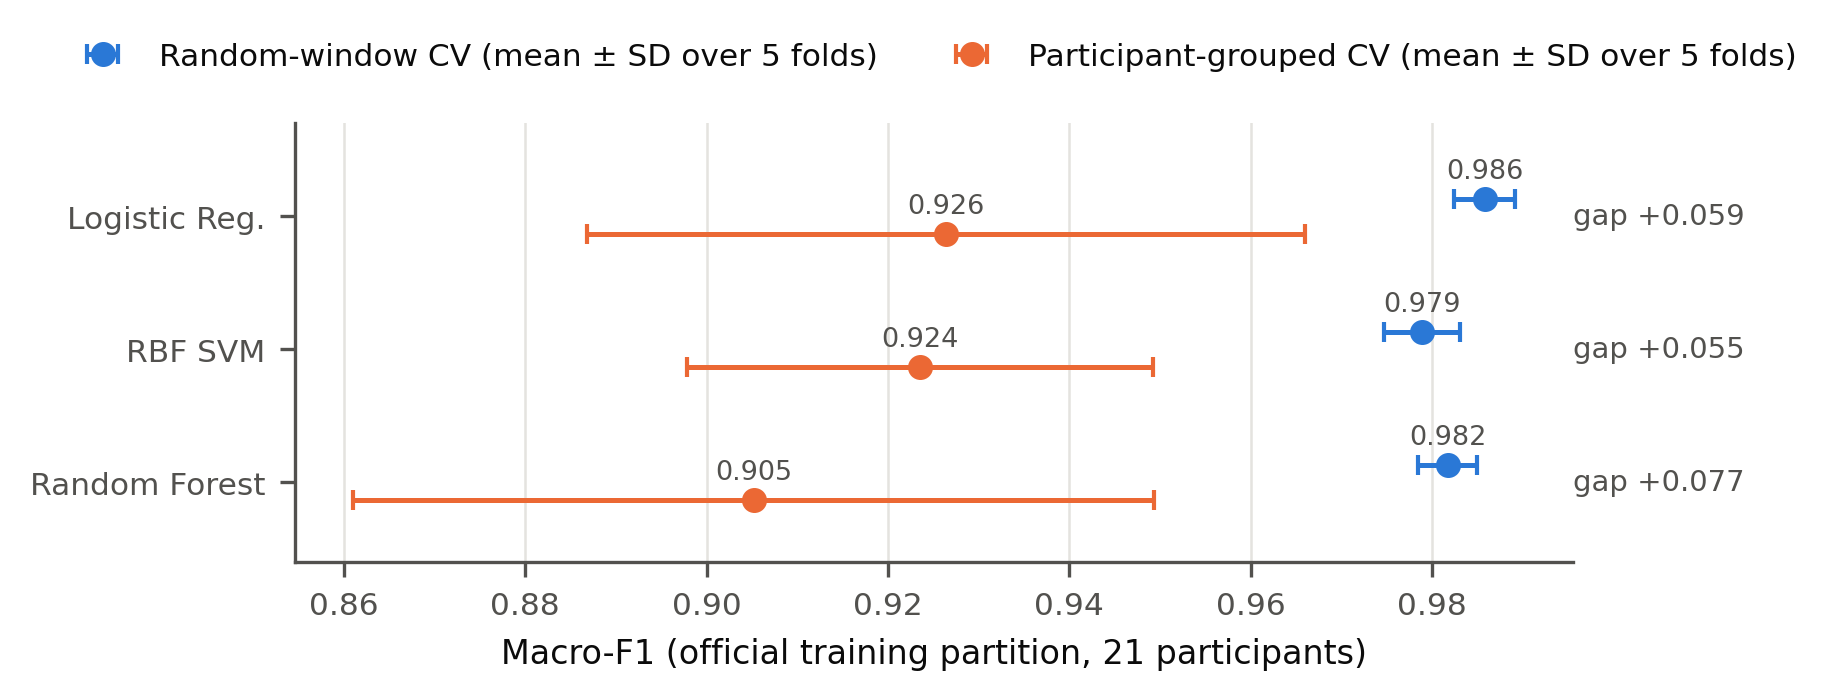 Random-window CV (mean ± SD over 5 folds)
Participant-grouped CV (mean ± SD over 5 folds)
0.986
Logistic Reg.
0.926
gap +0.059
0.979
RBF SVM
0.924
gap +0.055
0.982
Random Forest
0.905
gap +0.077
0.86 0.88 0.90 0.92 0.94 0.96 0.98
Macro-F1 (official training partition, 21 participants)